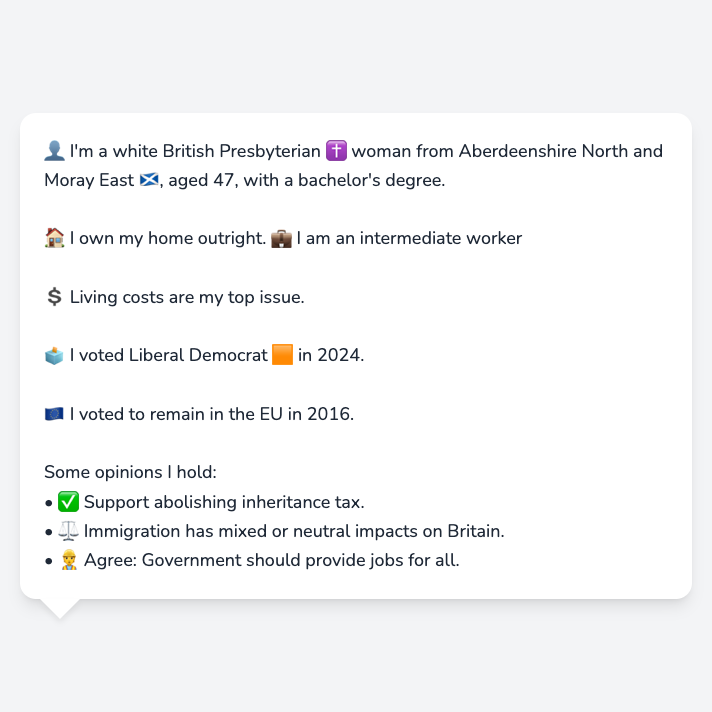 👤 I'm a white British Presbyterian ✝️ woman from Aberdeenshire North and
Moray East 🏴󠁧󠁢󠁳󠁣󠁴󠁿, aged 47, with a bachelor's degree.
🏠 I own my home outright. 💼 I am an intermediate worker
💲 Living costs are my top issue.
🗳️ I voted Liberal Democrat 🟧 in 2024.
🇪🇺 I voted to remain in the EU in 2016.
Some opinions I hold:
• ✅ Support abolishing inheritance tax.
• ⚖️ Immigration has mixed or neutral impacts on Britain.
• 👷 Agree: Government should provide jobs for all.